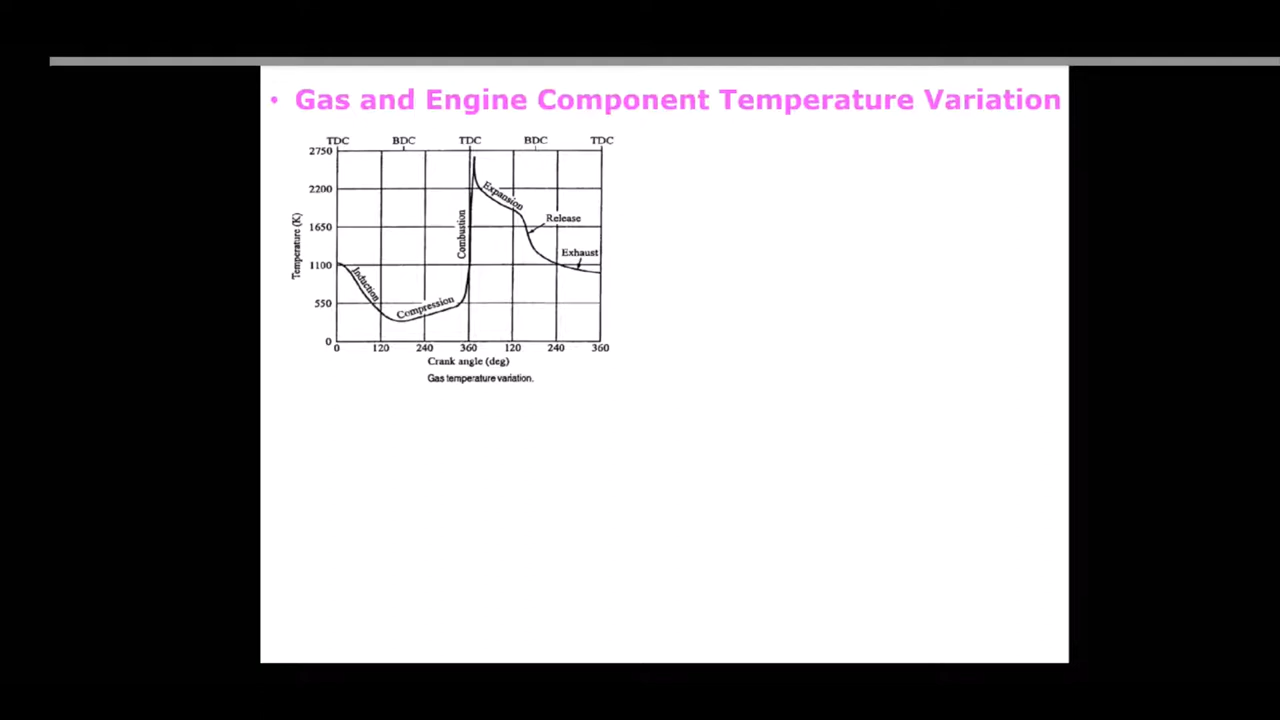 • Gas and Engine Component Temperature Variation
TDC BDC TDC BDC TDC
2750
2200
1650
1100
550
0
Temperature (K)
Induction
Compression
Combustion
Expansion
Release
Exhaust
0 120 240 360 120 240 360
Crank angle (deg)
Gas temperature variation.